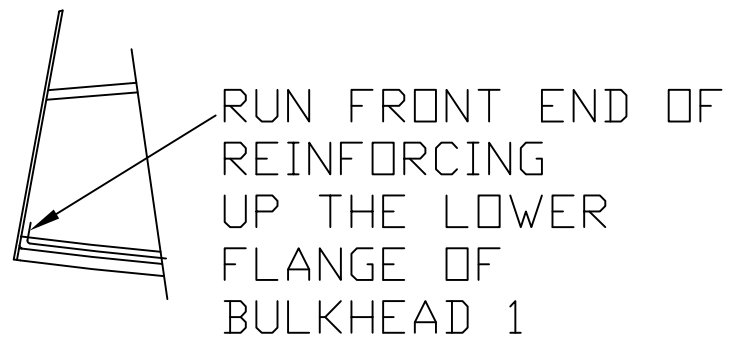 RUN FRONT END OF
REINFORCING
UP THE LOWER
FLANGE OF
BULKHEAD 1